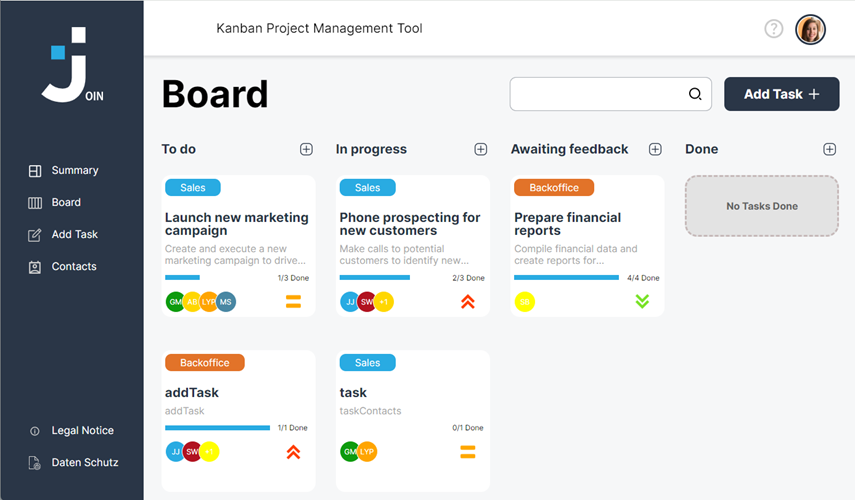 OIN
Summary
Board
Add Task
Contacts
Legal Notice
Daten Schutz
Kanban Project Management Tool
?
Board
Add Task +
To do
Sales
Launch new marketing
campaign
Create and execute a new
marketing campaign to drive...
1/3 Done
GM
LYP
MS
Backoffice
addTask
addTask
1/1 Done
JJ
SW
+1
In progress
Sales
Phone prospecting for
new customers
Make calls to potential
customers to identify new...
2/3 Done
JJ
SW
+1
Sales
task
taskContacts
0/1 Done
GM
LYP
Awaiting feedback
Backoffice
Prepare financial
reports
Compile financial data and
create reports for...
4/4 Done
Done
No Tasks Done